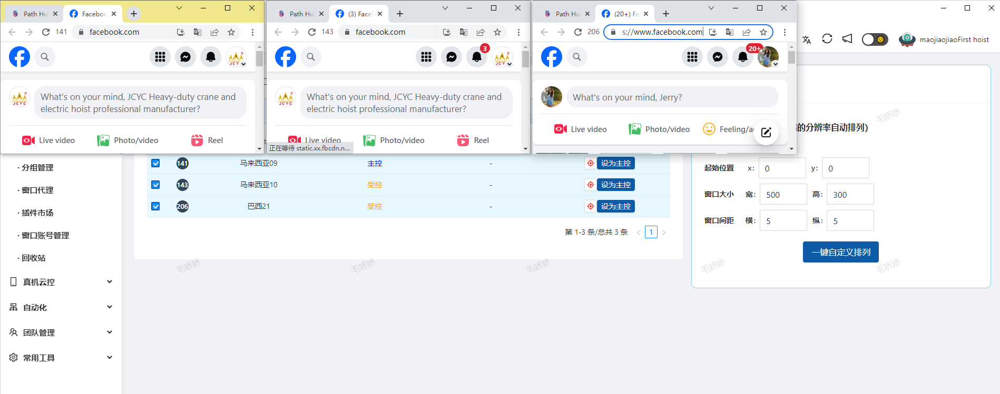 Path Hu
Faceboo
141
facebook.com
What's on your mind, JCYC Heavy-duty crane and
electric hoist professional manufacturer?
Live video
Photo/video
Reel
Path Hu
(3) Facel
143
facebook.com
3
What's on your mind, JCYC Heavy-duty crane and
electric hoist professional manufacturer?
Live video
Photo/video
Reel
正在等待 static.xx.fbcdn.n...
Path Hu
(20+) Fa
206
s://www.facebook.com
20+
What's on your mind, Jerry?
Live video
Photo/video
Feeling/a
maojiaojiaoFirst hoist
的分辨率自动排列)
· 分组管理
· 窗口代理
· 插件市场
· 窗口账号管理
· 回收站
真机云控
自动化
团队管理
常用工具
141 马来西亚09 主控 - 设为主控
143 马来西亚10 受控 - 设为主控
206 巴西21 受控 - 设为主控
第 1-3 条/总共 3 条 < 1 >
起始位置 x: 0 y: 0
窗口大小 宽: 500 高: 300
窗口间距 横: 5 纵: 5
一键自定义排列
毛娇娇
毛娇娇
毛娇娇
毛娇娇
毛娇娇
毛娇娇